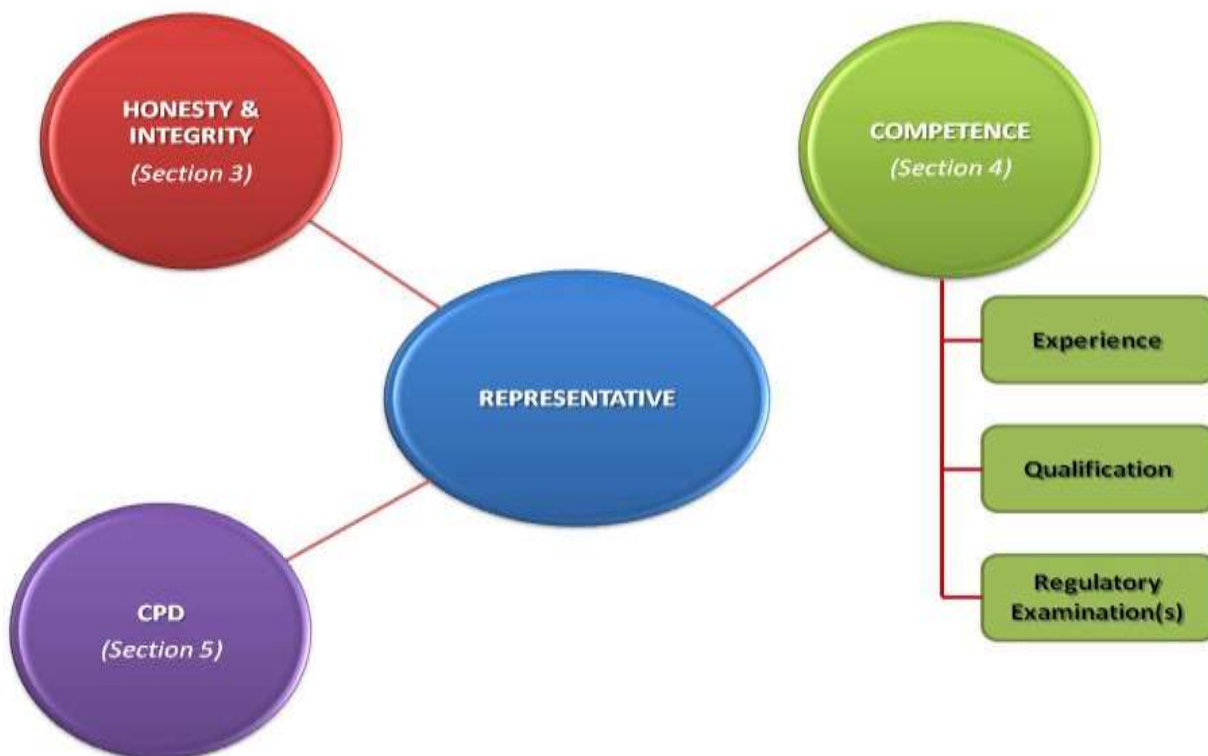 HONESTY &
INTEGRITY
(Section 3)
COMPETENCE
(Section 4)
Experience
Qualification
Regulatory
Examination(s)
REPRESENTATIVE
CPD
(Section 5)